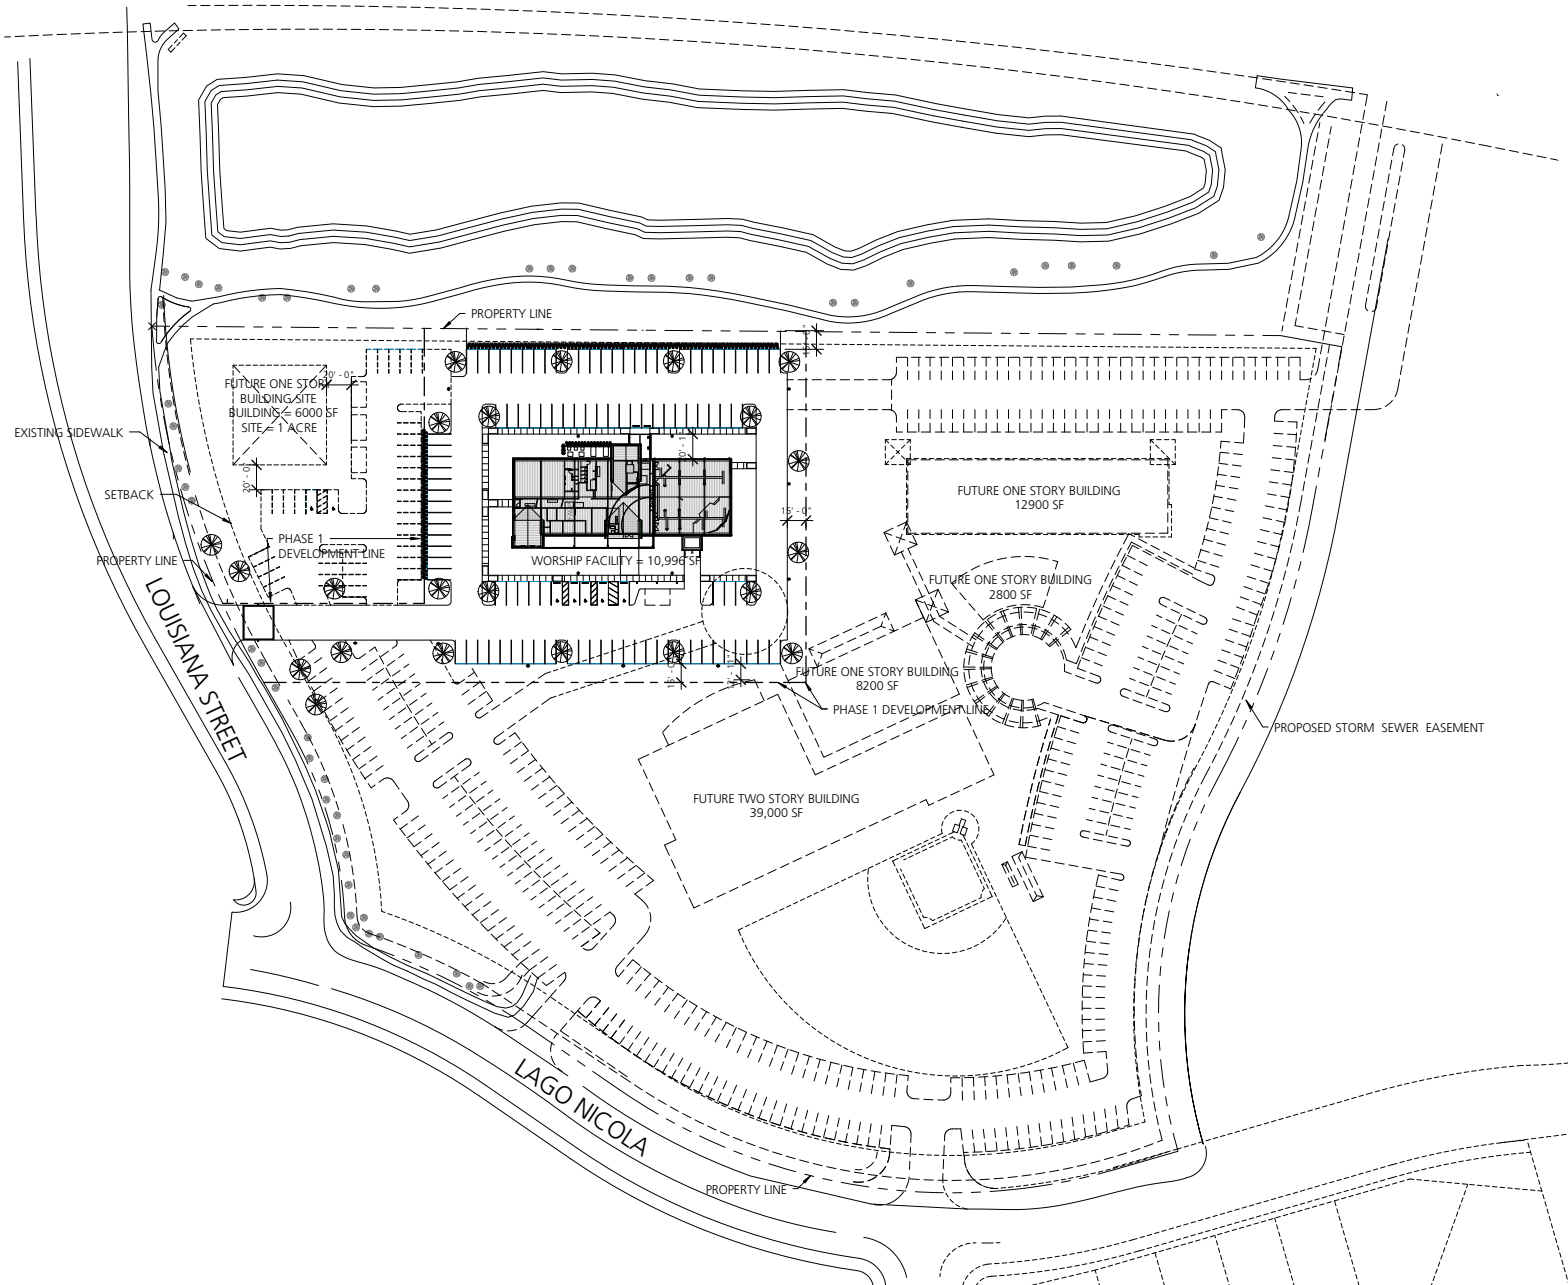 PROPERTY LINE
FUTURE ONE STORY
BUILDING SITE
BUILDING = 6000 SF
SITE = 1 ACRE
20' - 0"
EXISTING SIDEWALK
20' - 0"
SETBACK
FUTURE ONE STORY BUILDING
12900 SF
15' - 0"
PHASE 1
DEVELOPMENT LINE
PROPERTY LINE
WORSHIP FACILITY = 10,996 SF
FUTURE ONE STORY BUILDING
2800 SF
LOUISIANA STREET
FUTURE ONE STORY BUILDING
8200 SF
PHASE 1 DEVELOPMENT LINE
PROPOSED STORM SEWER EASEMENT
FUTURE TWO STORY BUILDING
39,000 SF
LAGO NICOLA
PROPERTY LINE